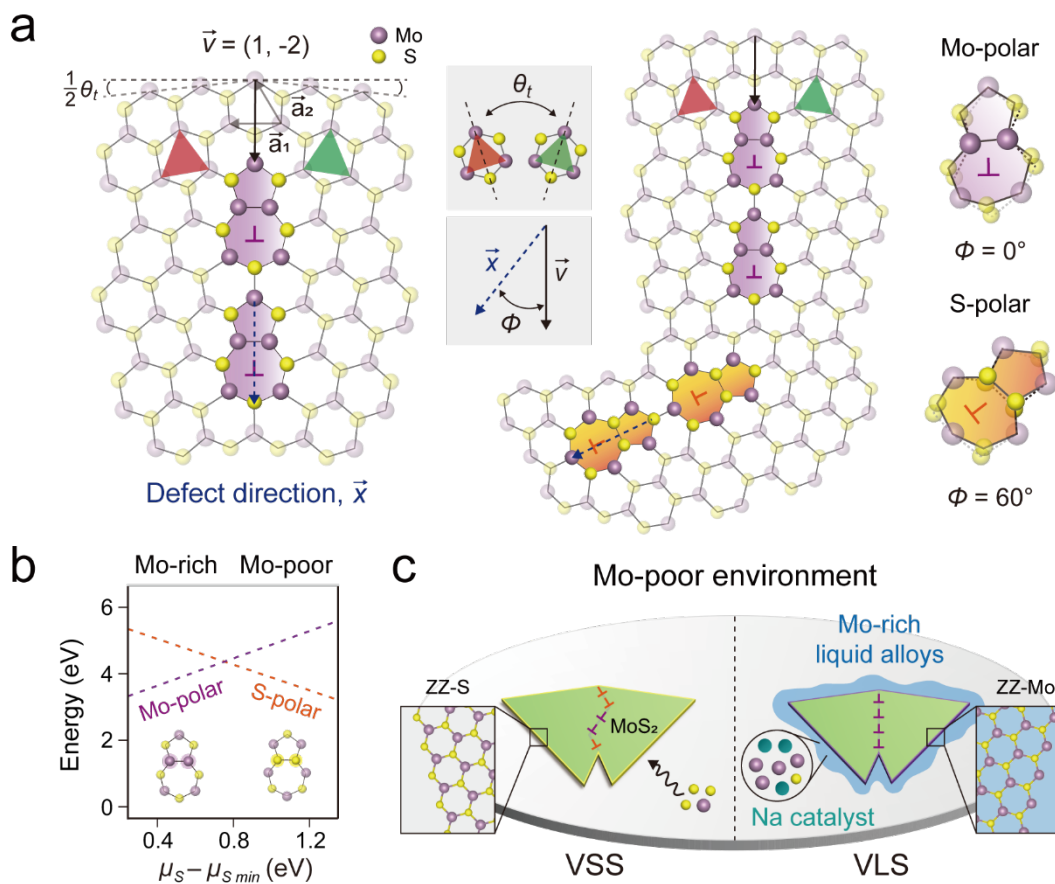 a
v⃗ = (1, -2)
Mo
S
½ θt
a⃗₂
a⃗₁
⊥
⊥
Defect direction, x⃗
θt
x⃗
v⃗
Φ
⊥
⊥
⊥
⊥
Mo-polar
⊥
Φ = 0°
S-polar
⊥
Φ = 60°
b
Mo-rich
Mo-poor
Energy (eV)
6
4
2
0
Mo-polar
S-polar
0.4
0.8
1.2
μS – μS min (eV)
c
Mo-poor environment
Mo-rich
liquid alloys
ZZ-S
ZZ-Mo
MoS₂
Na catalyst
VSS
VLS